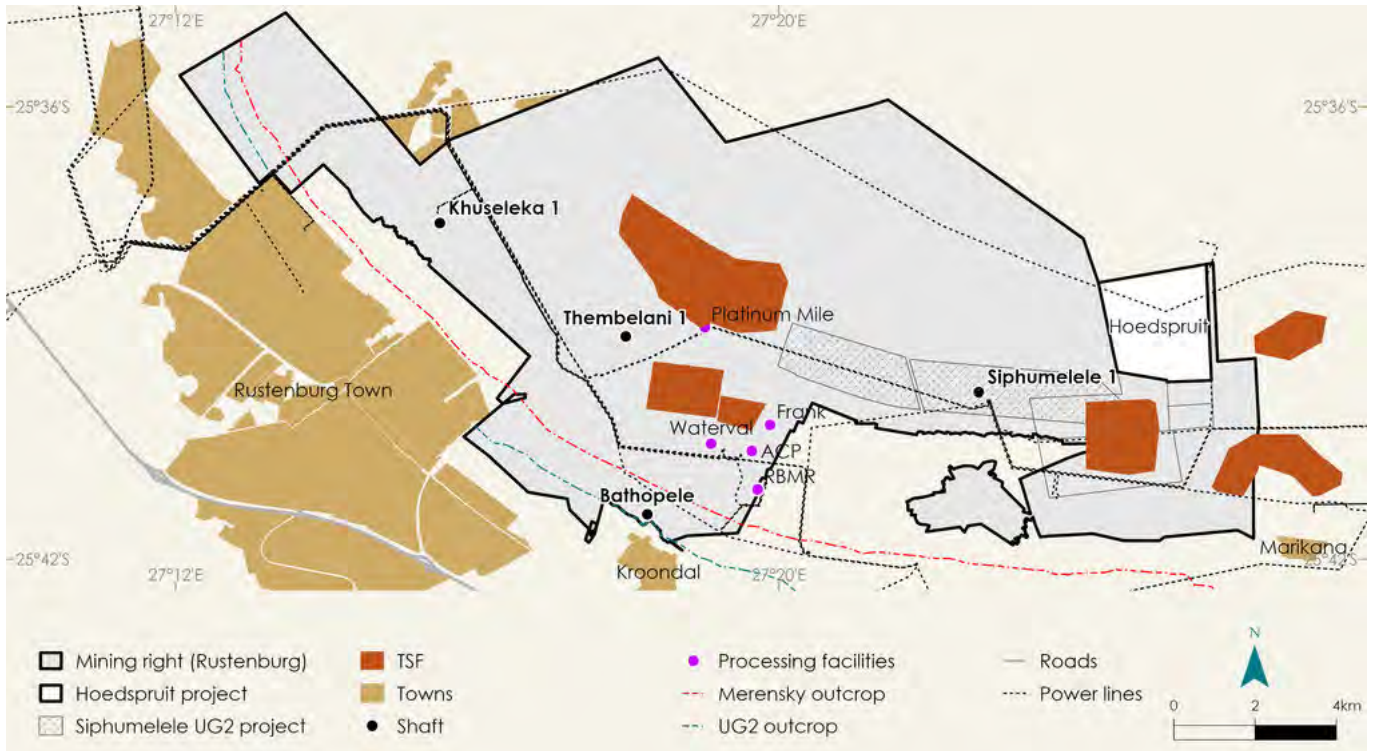 27°12'E
27°20'E
25°36'S
25°36'S
Khuseleka 1
Thembelani 1
Platinum Mile
Hoedspruit
Rustenburg Town
Siphumelele 1
Frank
Waterval
ACP
RBMR
Bathopele
Marikana
25°42'S
27°12'E
Kroondal
27°20'E
25°42'S
Mining right (Rustenburg)
TSF
Processing facilities
Roads
N
Hoedspruit project
Towns
Merensky outcrop
Power lines
Siphumelele UG2 project
Shaft
UG2 outcrop
0 2 4km